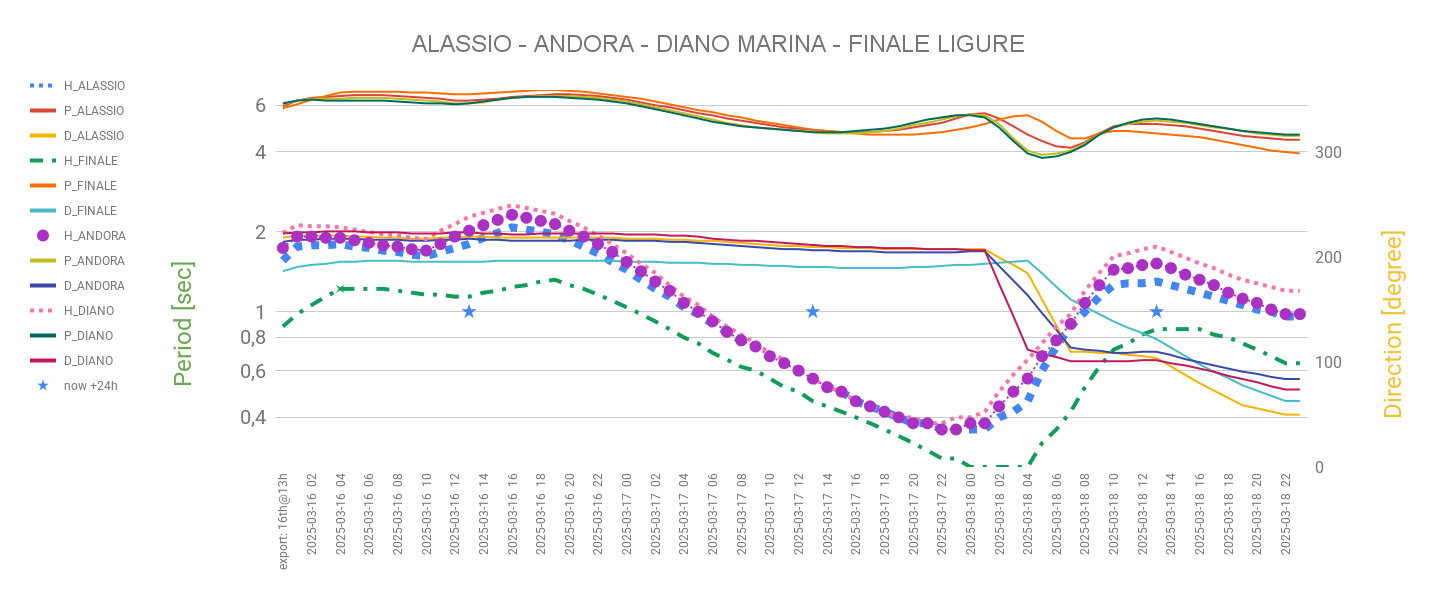 ALASSIO - ANDORA - DIANO MARINA - FINALE LIGURE
H_ALASSIO
P_ALASSIO
D_ALASSIO
H_FINALE
P_FINALE
D_FINALE
H_ANDORA
P_ANDORA
D_ANDORA
H_DIANO
P_DIANO
D_DIANO
now +24h
Period [sec]
6
4
2
1
0,8
0,6
0,4
300
200
100
0
Direction [degree]
export: 16th@13h
2025-03-16 02
2025-03-16 04
2025-03-16 06
2025-03-16 08
2025-03-16 10
2025-03-16 12
2025-03-16 14
2025-03-16 16
2025-03-16 18
2025-03-16 20
2025-03-16 22
2025-03-17 00
2025-03-17 02
2025-03-17 04
2025-03-17 06
2025-03-17 08
2025-03-17 10
2025-03-17 12
2025-03-17 14
2025-03-17 16
2025-03-17 18
2025-03-17 20
2025-03-17 22
2025-03-18 00
2025-03-18 02
2025-03-18 04
2025-03-18 06
2025-03-18 08
2025-03-18 10
2025-03-18 12
2025-03-18 14
2025-03-18 16
2025-03-18 18
2025-03-18 20
2025-03-18 22